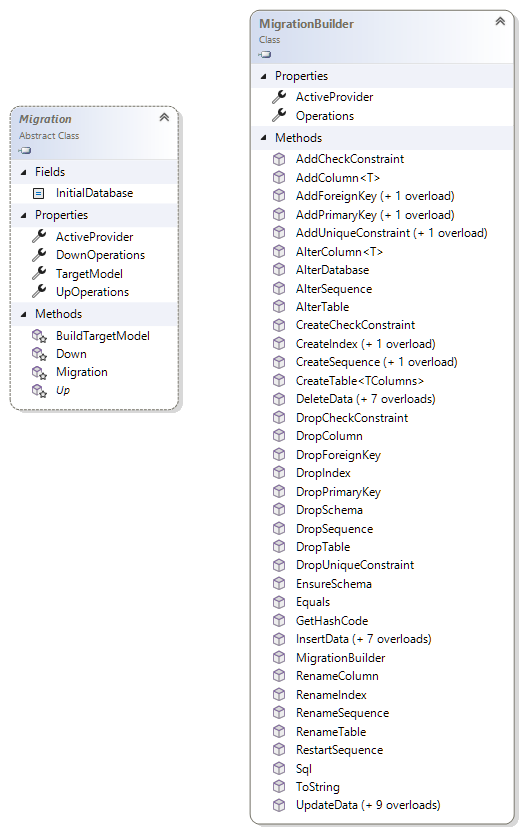 Migration
Abstract Class
Fields
InitialDatabase
Properties
ActiveProvider
DownOperations
TargetModel
UpOperations
Methods
BuildTargetModel
Down
Migration
Up
MigrationBuilder
Class
Properties
ActiveProvider
Operations
Methods
AddCheckConstraint
AddColumn<T>
AddForeignKey (+ 1 overload)
AddPrimaryKey (+ 1 overload)
AddUniqueConstraint (+ 1 overload)
AlterColumn<T>
AlterDatabase
AlterSequence
AlterTable
CreateCheckConstraint
CreateIndex (+ 1 overload)
CreateSequence (+ 1 overload)
CreateTable<TColumns>
DeleteData (+ 7 overloads)
DropCheckConstraint
DropColumn
DropForeignKey
DropIndex
DropPrimaryKey
DropSchema
DropSequence
DropTable
DropUniqueConstraint
EnsureSchema
Equals
GetHashCode
InsertData (+ 7 overloads)
MigrationBuilder
RenameColumn
RenameIndex
RenameSequence
RenameTable
RestartSequence
Sql
ToString
UpdateData (+ 9 overloads)